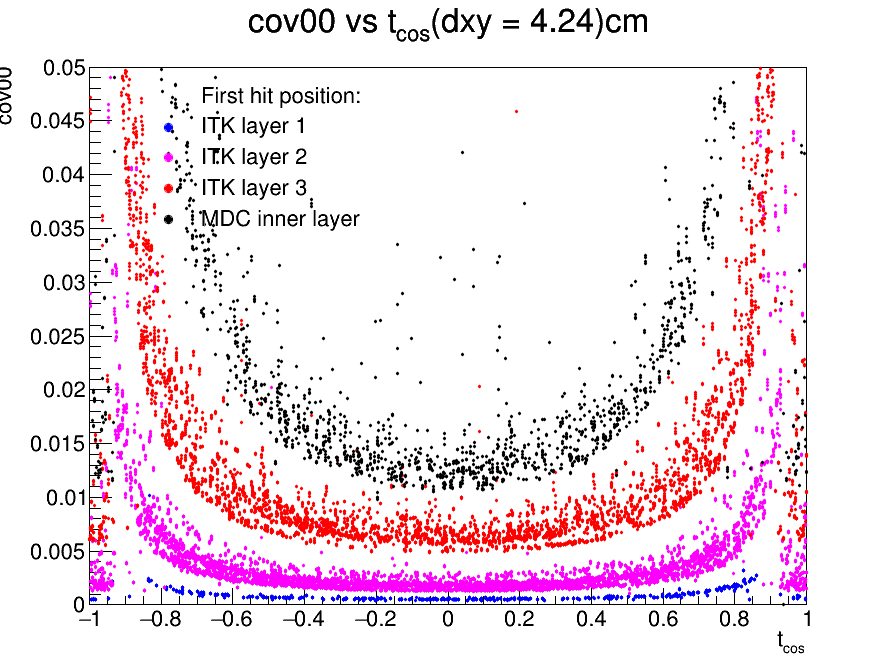 cov00 vs t_cos(dxy = 4.24)cm
cov00
0.05
0.045
0.04
0.035
0.03
0.025
0.02
0.015
0.01
0.005
0
First hit position:
ITK layer 1
ITK layer 2
ITK layer 3
MDC inner layer
−1 −0.8 −0.6 −0.4 −0.2 0 0.2 0.4 0.6 0.8 1
t_cos